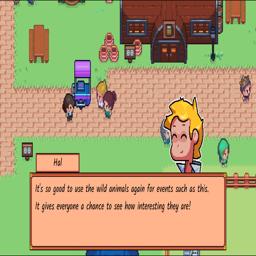 Hal
It's so good to use the wild animals again for events such as this.
It gives everyone a chance to see how interesting they are!